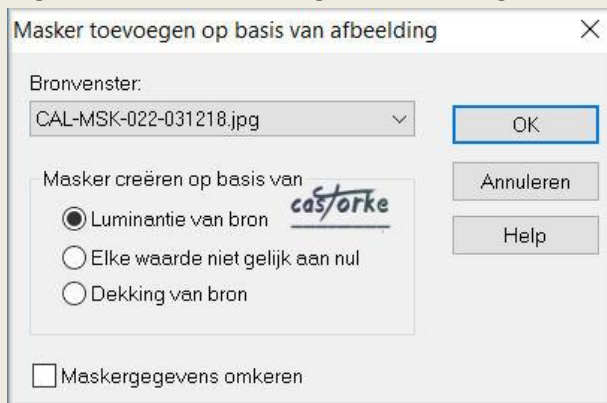 Masker toevoegen op basis van afbeelding
Bronvenster:
CAL-MSK-022-031218.jpg
OK
Masker creëren op basis van
Annuleren
castorke
Luminantie van bron
Help
Elke waarde niet gelijk aan nul
Dekking van bron
Maskergegevens omkeren